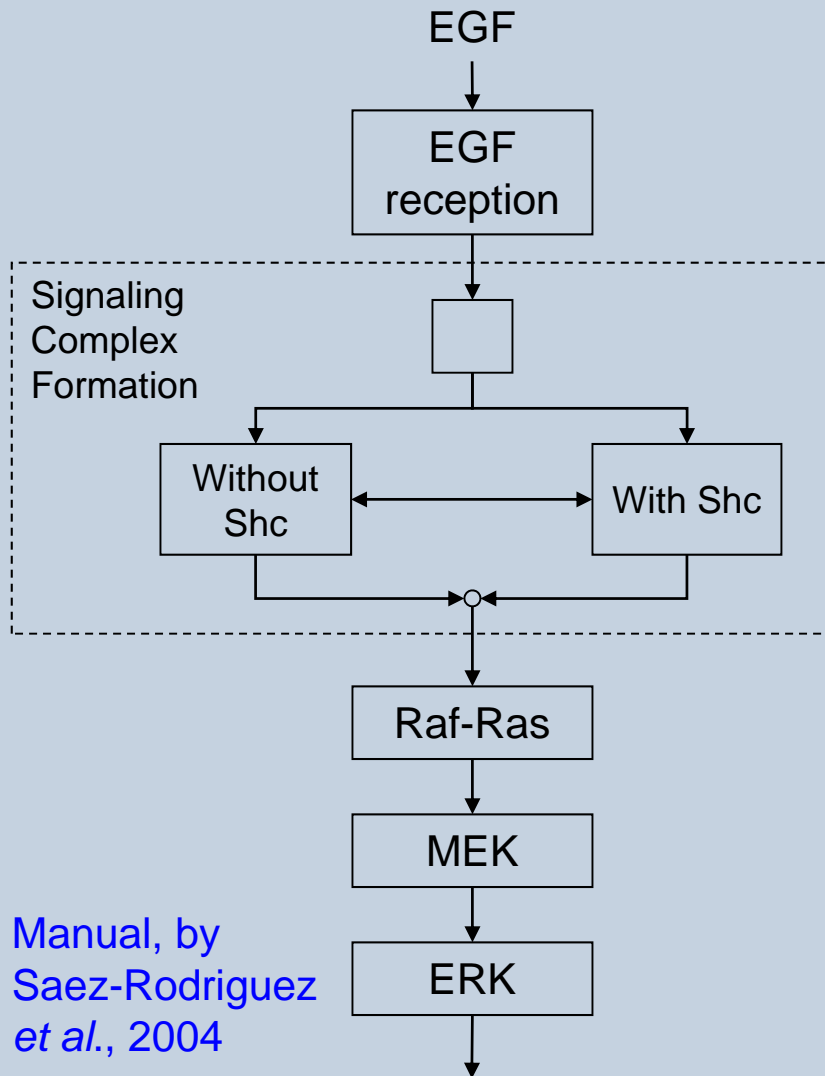 EGF
EGF
reception
Signaling
Complex
Formation
Without
Shc
With Shc
Raf-Ras
MEK
ERK
Manual, by
Saez-Rodriguez
et al., 2004